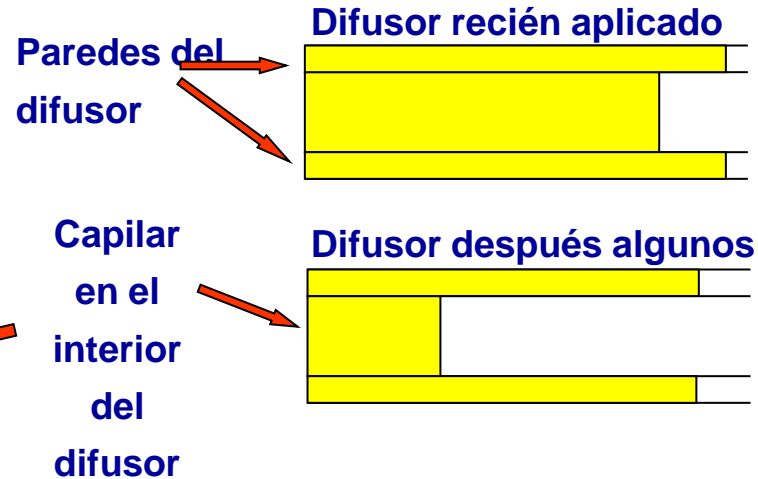 Difusor recién aplicado
Paredes del
difusor
Difusor después algunos
Capilar
en el
interior
del
difusor